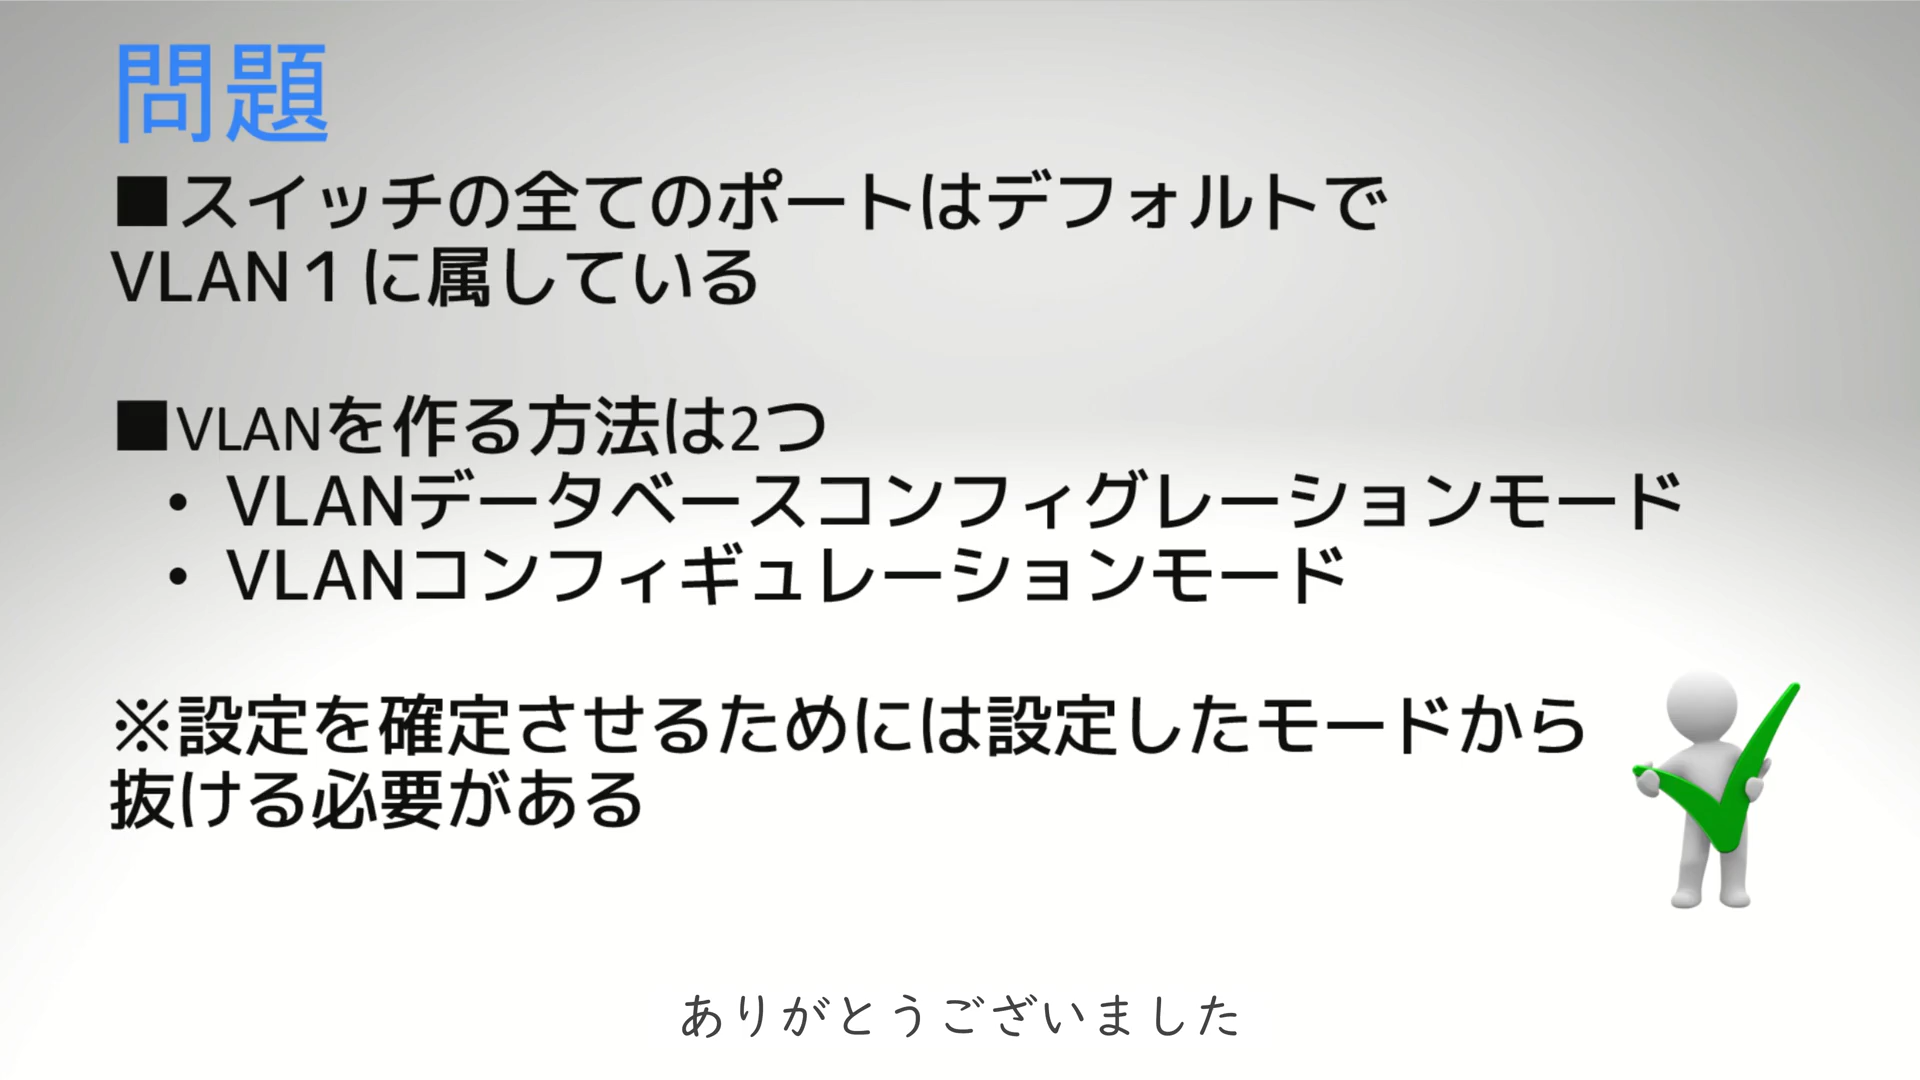 問題
■スイッチの全てのポートはデフォルトで
VLAN１に属している
■VLANを作る方法は2つ
• VLANデータベースコンフィグレーションモード
• VLANコンフィギュレーションモード
※設定を確定させるためには設定したモードから
抜ける必要がある
ありがとうございました